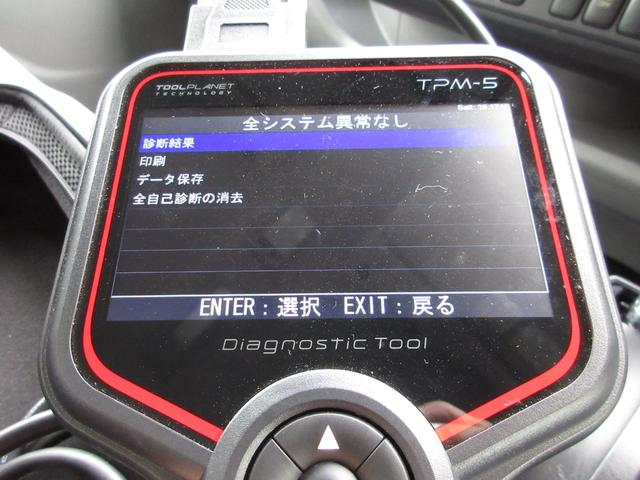 TOOLPLANET
TECHNOLOGY
TPM-5
全システム異常なし
診断結果
印刷
データ保存
全自己診断の消去
ENTER：選択 EXIT：戻る
Diagnostic Tool